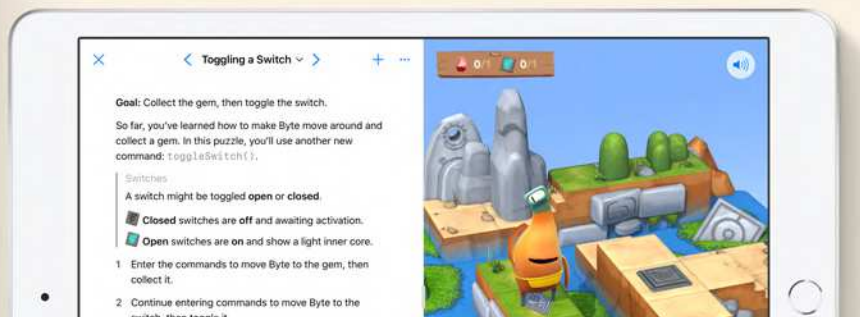 Toggling a Switch
0/1 0/1
Goal: Collect the gem, then toggle the switch.
So far, you've learned how to make Byte move around and
collect a gem. In this puzzle, you'll use another new
command: toggleSwitch().
Switches
A switch might be toggled open or closed.
Closed switches are off and awaiting activation.
Open switches are on and show a light inner core.
1 Enter the commands to move Byte to the gem, then
collect it.
2 Continue entering commands to move Byte to the
switch, then toggle it.